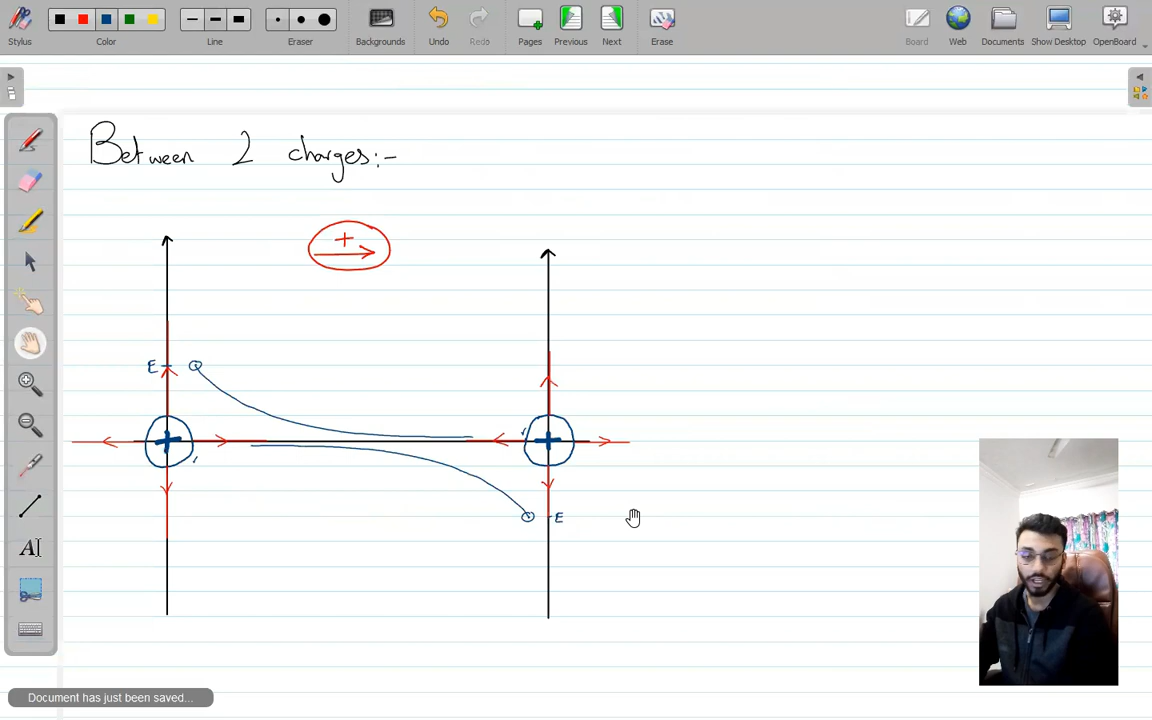 Color
Line
Eraser
Stylus
Backgrounds
Undo
Redo
Pages
Previous
Next
Erase
Board
Web
Documents
Show Desktop
OpenBoard
Between 2 charges:-
+
E
+
+
E
A
Document has just been saved...